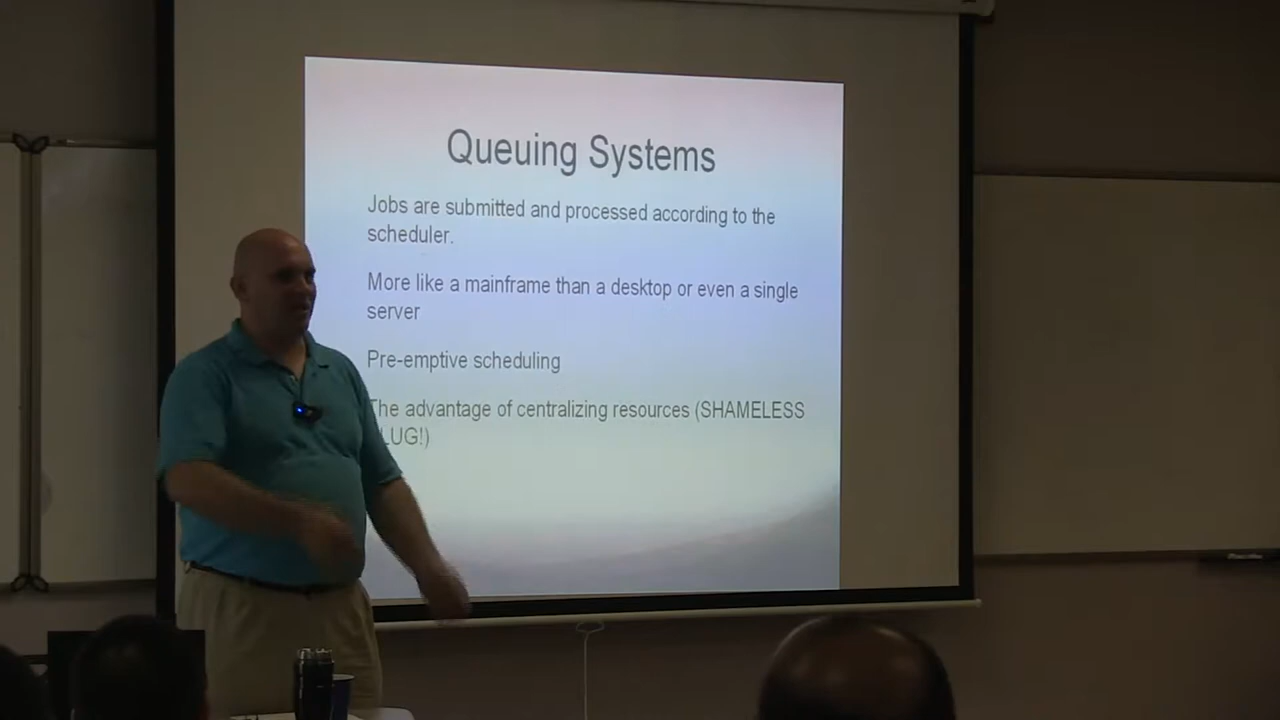 Queuing Systems
Jobs are submitted and processed according to the
scheduler.
More like a mainframe than a desktop or even a single
server
Pre-emptive scheduling
The advantage of centralizing resources (SHAMELESS
LUG!)